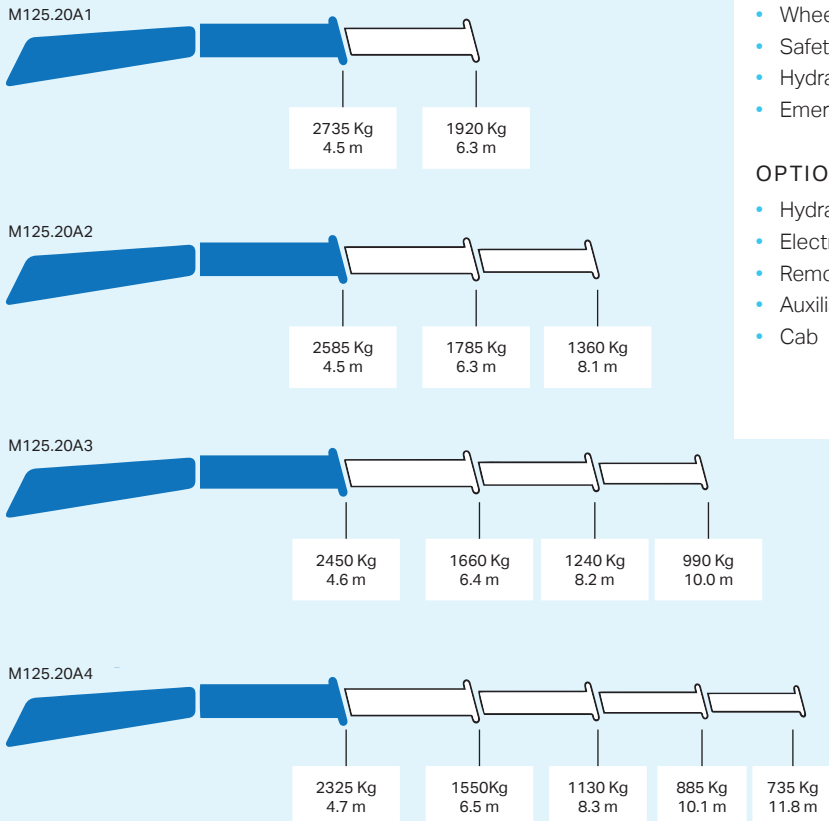 M125.20A1
2735 Kg
4.5 m
1920 Kg
6.3 m
M125.20A2
2585 Kg
4.5 m
1785 Kg
6.3 m
1360 Kg
8.1 m
M125.20A3
2450 Kg
4.6 m
1660 Kg
6.4 m
1240 Kg
8.2 m
990 Kg
10.0 m
M125.20A4
2325 Kg
4.7 m
1550Kg
6.5 m
1130 Kg
8.3 m
885 Kg
10.1 m
735 Kg
11.8 m
• Cab